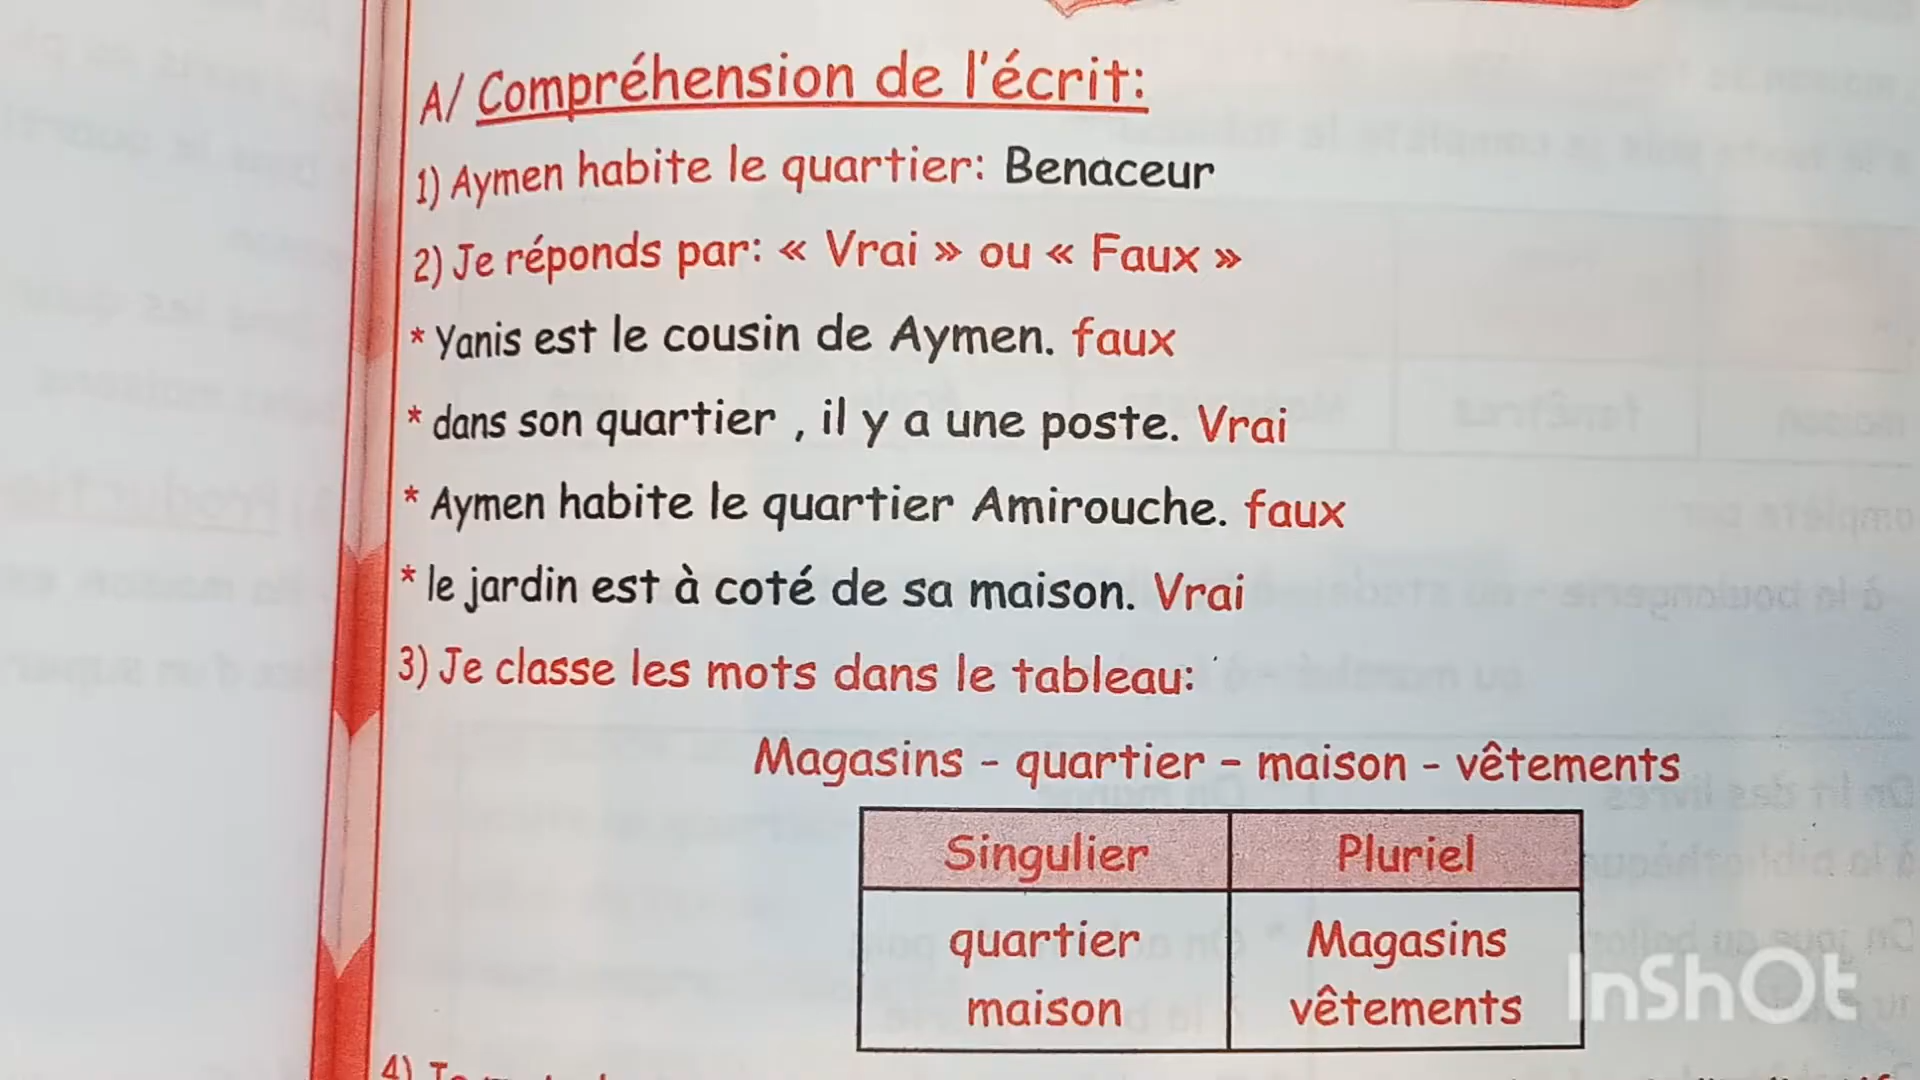 A/ Compréhension de l'écrit:
1) Aymen habite le quartier: Benaceur
2) Je réponds par: « Vrai » ou « Faux »
* Yanis est le cousin de Aymen. faux
* dans son quartier , il y a une poste. Vrai
* Aymen habite le quartier Amirouche. faux
* le jardin est à coté de sa maison. Vrai
3) Je classe les mots dans le tableau:
Magasins - quartier - maison - vêtements
Singulier Pluriel
quartier Magasins
maison vêtements
InShOt
4)